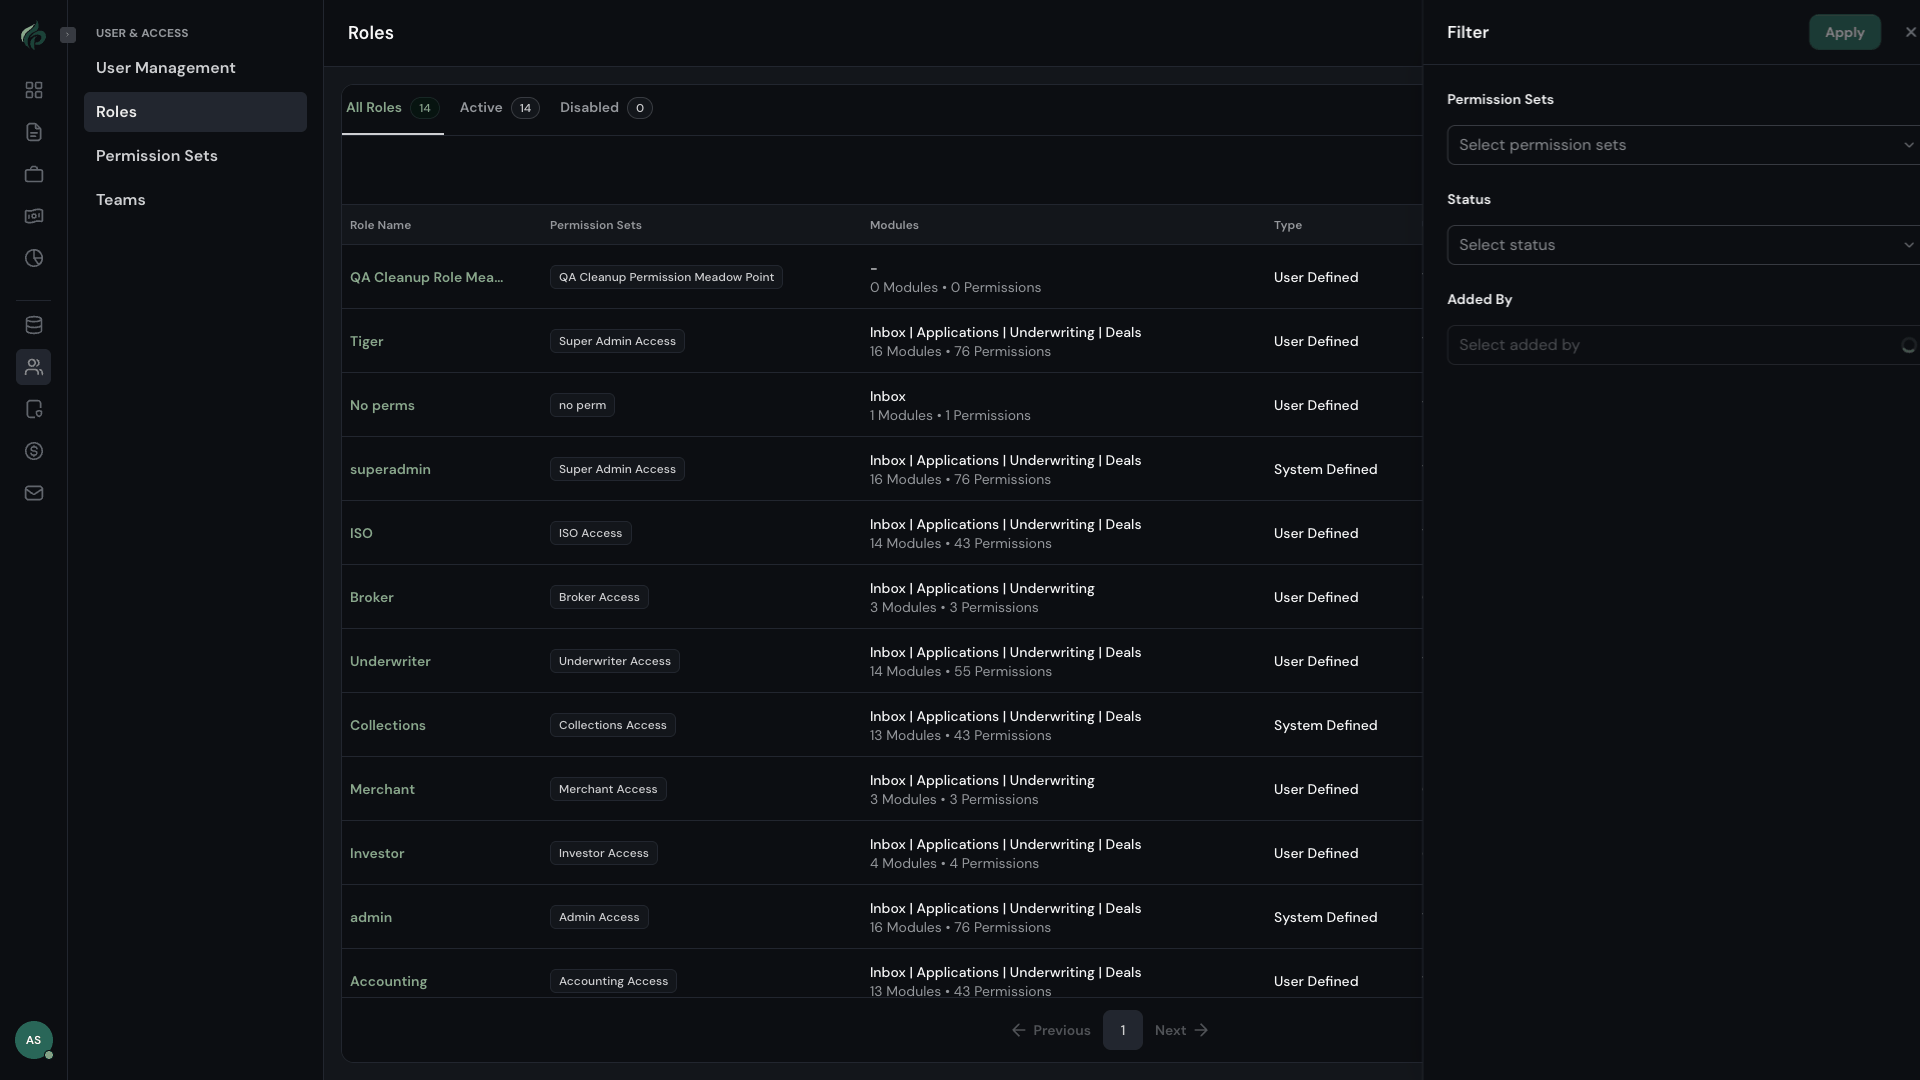 USER & ACCESS
User Management
Roles
Permission Sets
Teams
AS
Roles
All Roles 14 Active 14 Disabled 0
Role Name Permission Sets Modules Type
QA Cleanup Role Mea... QA Cleanup Permission Meadow Point – User Defined
0 Modules • 0 Permissions
Tiger Super Admin Access Inbox | Applications | Underwriting | Deals User Defined
16 Modules • 76 Permissions
No perms no perm Inbox User Defined
1 Modules • 1 Permissions
superadmin Super Admin Access Inbox | Applications | Underwriting | Deals System Defined
16 Modules • 76 Permissions
ISO ISO Access Inbox | Applications | Underwriting | Deals User Defined
14 Modules • 43 Permissions
Broker Broker Access Inbox | Applications | Underwriting User Defined
3 Modules • 3 Permissions
Underwriter Underwriter Access Inbox | Applications | Underwriting | Deals User Defined
14 Modules • 55 Permissions
Collections Collections Access Inbox | Applications | Underwriting | Deals System Defined
13 Modules • 43 Permissions
Merchant Merchant Access Inbox | Applications | Underwriting User Defined
3 Modules • 3 Permissions
Investor Investor Access Inbox | Applications | Underwriting | Deals User Defined
4 Modules • 4 Permissions
admin Admin Access Inbox | Applications | Underwriting | Deals System Defined
16 Modules • 76 Permissions
Accounting Accounting Access Inbox | Applications | Underwriting | Deals User Defined
13 Modules • 43 Permissions
Previous 1 Next
Filter Apply
Permission Sets
Select permission sets
Status
Select status
Added By
Select added by